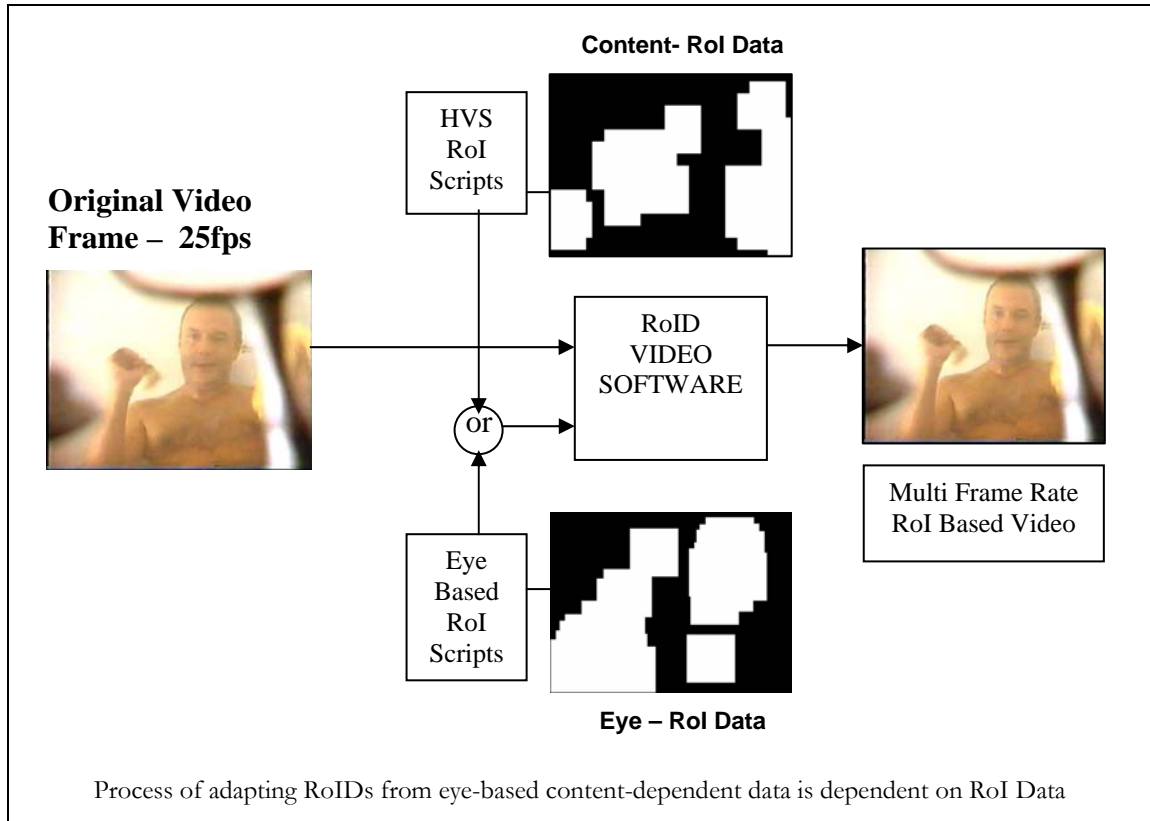 Content- RoI Data
HVS
RoI
Scripts
Original Video
Frame – 25fps
RoID
VIDEO
SOFTWARE
or
Multi Frame Rate
RoI Based Video
Eye
Based
RoI
Scripts
Eye – RoI Data
Process of adapting RoIDs from eye-based content-dependent data is dependent on RoI Data